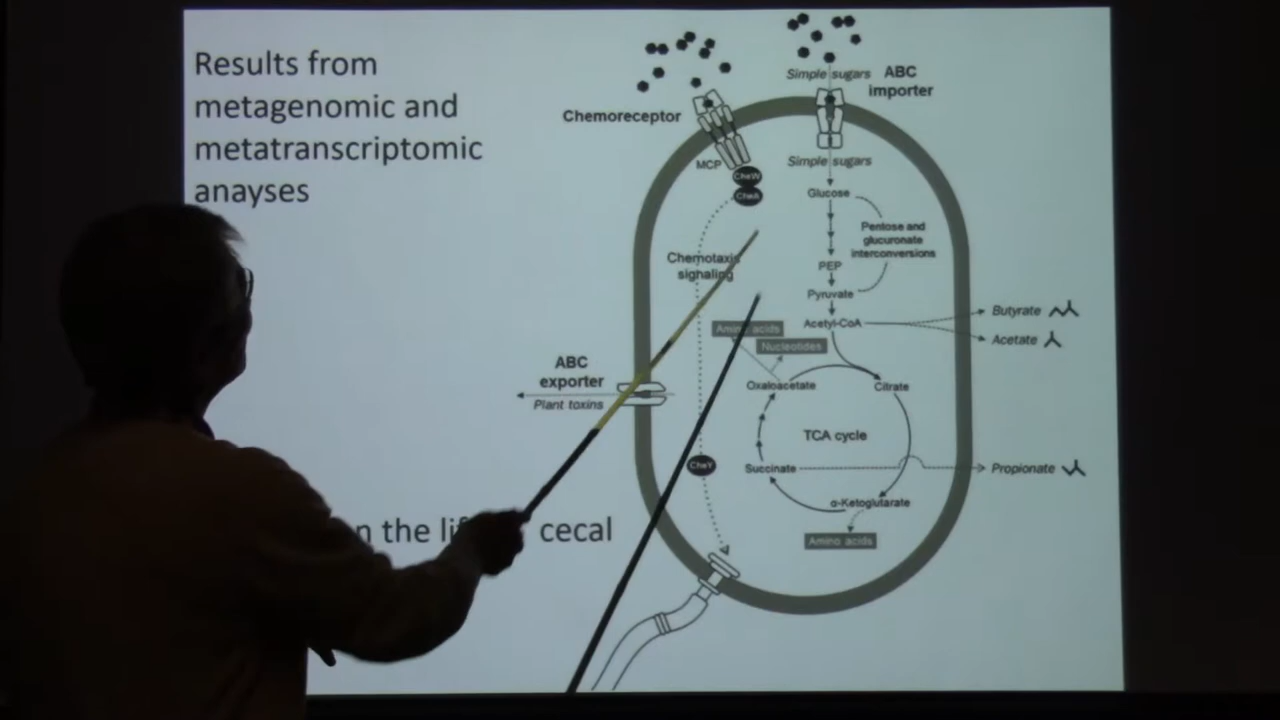 Results from
metagenomic and
metatranscriptomic
anayses
n the lif
cecal
Simple sugars
ABC
importer
Chemoreceptor
MCP
CheW
CheA
Simple sugars
Glucose
Pentose and
glucuronate
interconversions
Chemotaxis
signaling
PEP
Pyruvate
Acetyl-CoA
Butyrate
Acetate
Amino acids
Nucleotides
Oxaloacetate
Citrate
ABC
exporter
Plant toxins
TCA cycle
CheY
Succinate
Propionate
α-Ketoglutarate
Amino acids